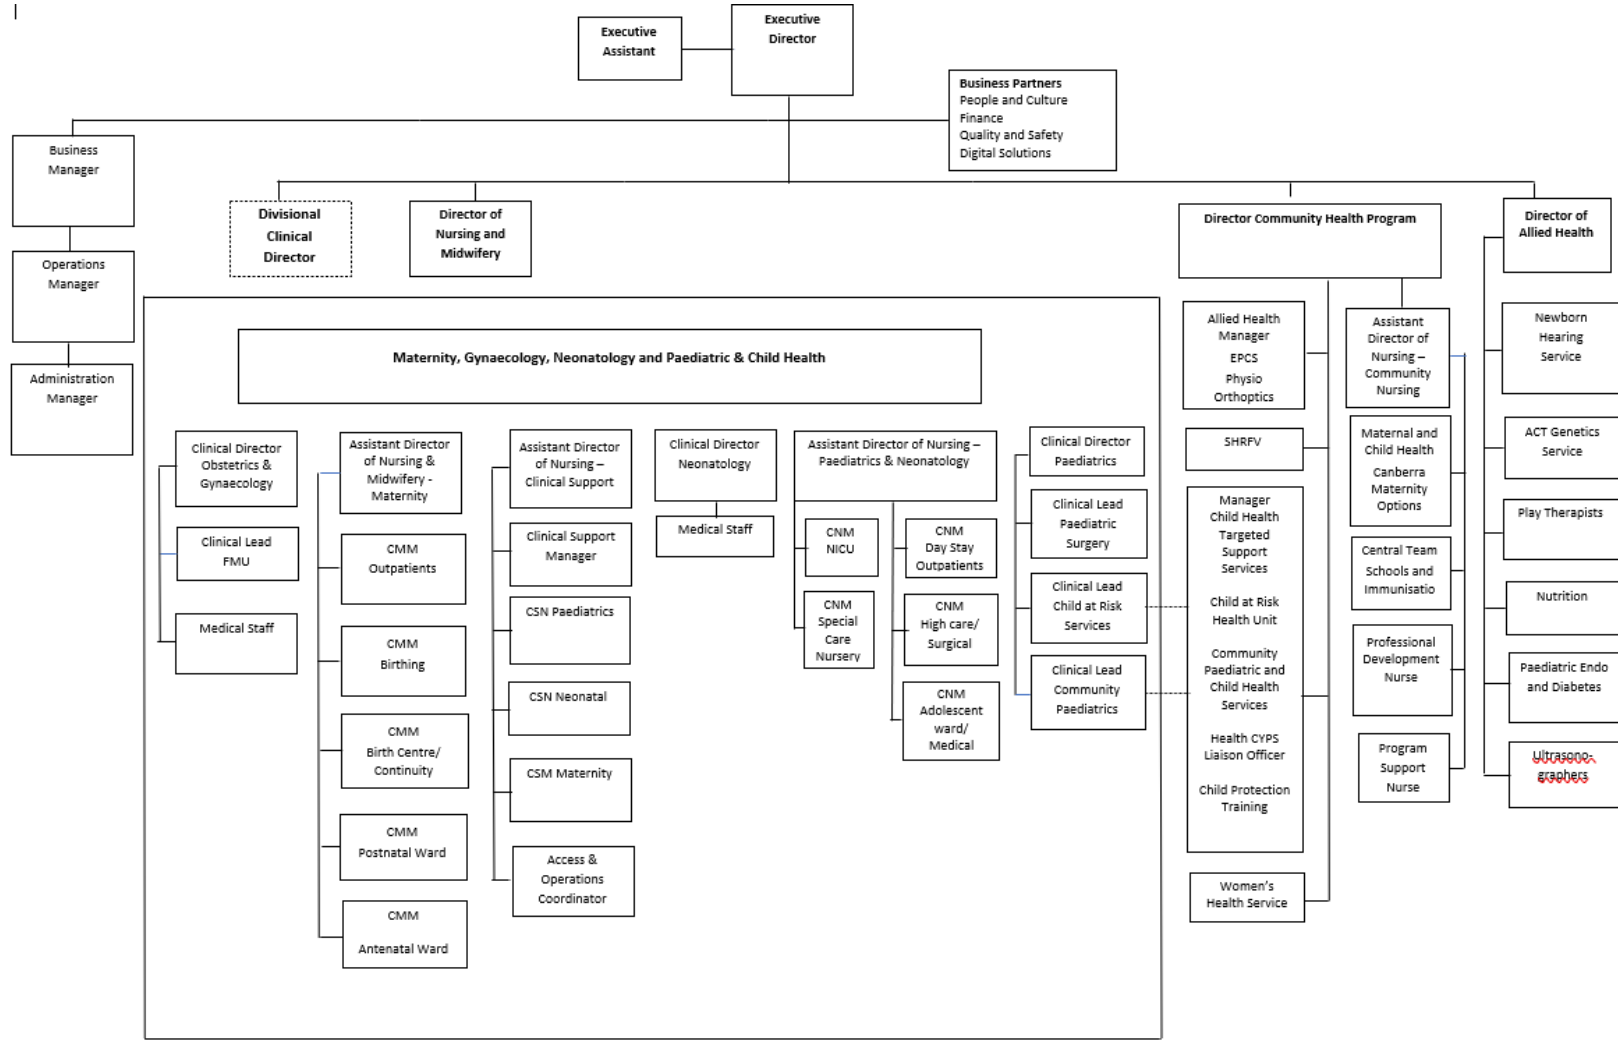 Executive
Assistant
Executive
Director
Business Partners
People and Culture
Finance
Quality and Safety
Digital Solutions
Business
Manager
Operations
Manager
Administration
Manager
Divisional
Clinical
Director
Director of
Nursing and
Midwifery
Director Community Health Program
Director of
Allied Health
Maternity, Gynaecology, Neonatology and Paediatric & Child Health
Clinical Director
Obstetrics &
Gynaecology
Clinical Lead
FMU
Medical Staff
Assistant Director
of Nursing &
Midwifery -
Maternity
CMM
Outpatients
CMM
Birthing
CMM
Birth Centre/
Continuity
CMM
Postnatal Ward
CMM
Antenatal Ward
Assistant Director
of Nursing –
Clinical Support
Clinical Support
Manager
CSN Paediatrics
CSN Neonatal
CSM Maternity
Access &
Operations
Coordinator
Clinical Director
Neonatology
Medical Staff
Assistant Director of Nursing –
Paediatrics & Neonatology
CNM
NICU
CNM
Special
Care
Nursery
CNM
Day Stay
Outpatients
CNM
High care/
Surgical
CNM
Adolescent
ward/
Medical
Clinical Director
Paediatrics
Clinical Lead
Paediatric
Surgery
Clinical Lead
Child at Risk
Services
Clinical Lead
Community
Paediatrics
Allied Health
Manager
EPCS
Physio
Orthoptics
SHRFV
Manager
Child Health
Targeted
Support
Services
Child at Risk
Health Unit
Community
Paediatric and
Child Health
Services
Health CYPS
Liaison Officer
Child Protection
Training
Women's
Health Service
Assistant
Director of
Nursing –
Community
Nursing
Maternal and
Child Health
Canberra
Maternity
Options
Central Team
Schools and
Immunisatio
Professional
Development
Nurse
Program
Support
Nurse
Newborn
Hearing
Service
ACT Genetics
Service
Play Therapists
Nutrition
Paediatric Endo
and Diabetes
Ultrasono-
graphers